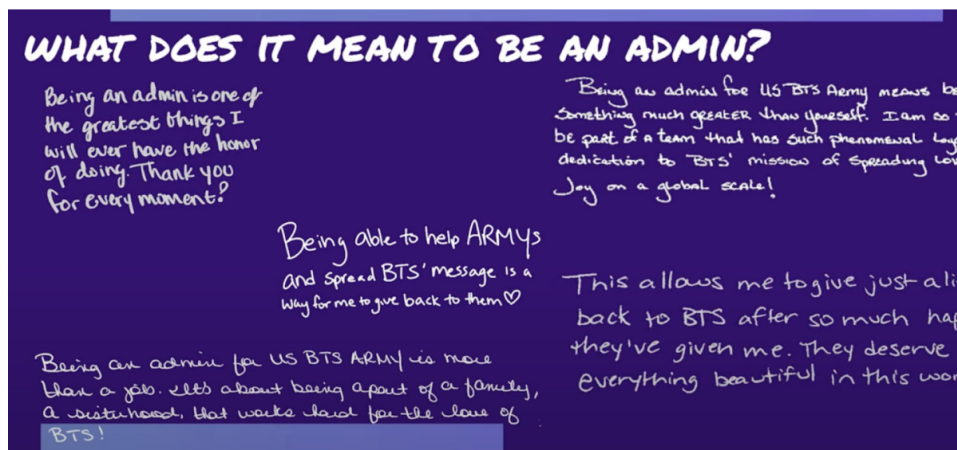 WHAT DOES IT MEAN TO BE AN ADMIN?
Being an admin is one of
the greatest things I
will ever have the honor
of doing. Thank you
for every moment!
Being an admin for US BTS Army means
something much greater than yourself. I am so
be part of a team that has such phenomenal
dedication to BTS' mission of spreading
Joy on a global scale!
Being able to help ARMYs
and spread BTS' message is a
way for me to give back to them♡
This allows me to give just a
back to BTS after so much
they've given me. They deserve
everything beautiful in this
Being an admin for US BTS ARMY is more
than a job. It's about being apart of a family,
a sisterhood, that works hard for the love of
BTS!